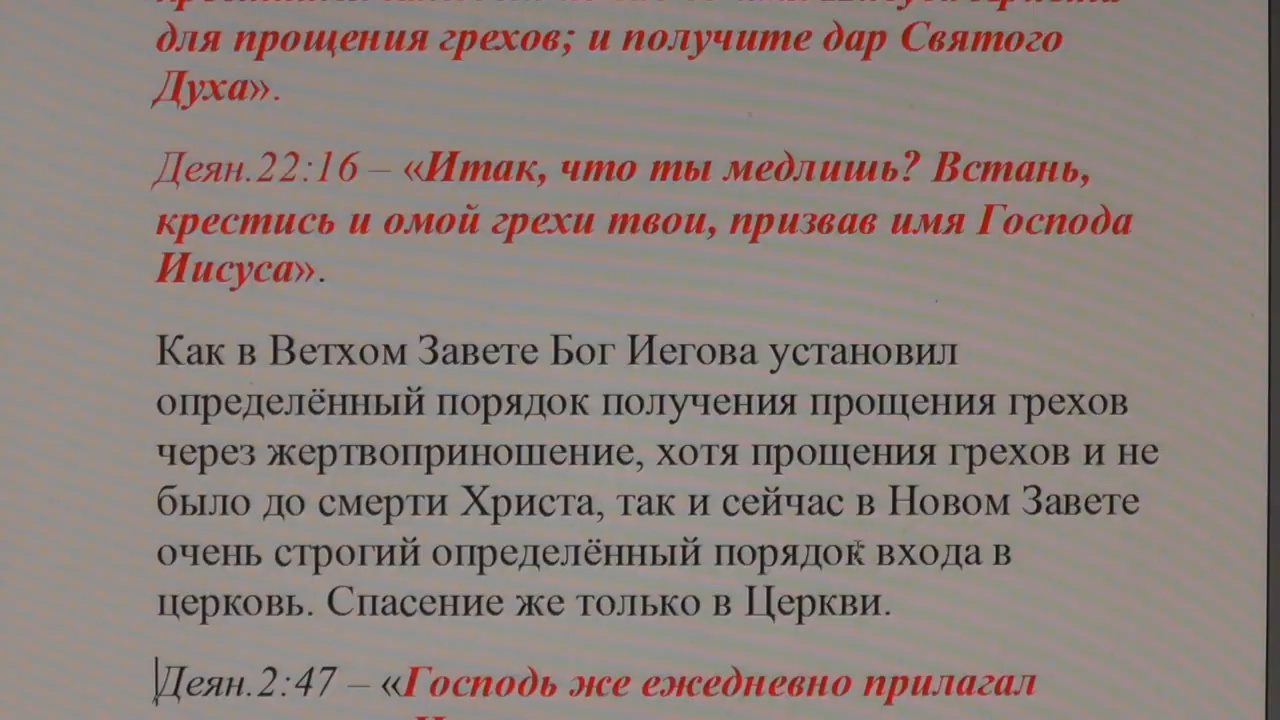 для прощения грехов; и получите дар Святого
Духа».
Деян.22:16 – «Итак, что ты медлишь? Встань,
крестись и омой грехи твои, призвав имя Господа
Иисуса».
Как в Ветхом Завете Бог Иегова установил
определённый порядок получения прощения грехов
через жертвоприношение, хотя прощения грехов и не
было до смерти Христа, так и сейчас в Новом Завете
очень строгий определённый порядок входа в
церковь. Спасение же только в Церкви.
Деян.2:47 – «Господь же ежедневно прилагал